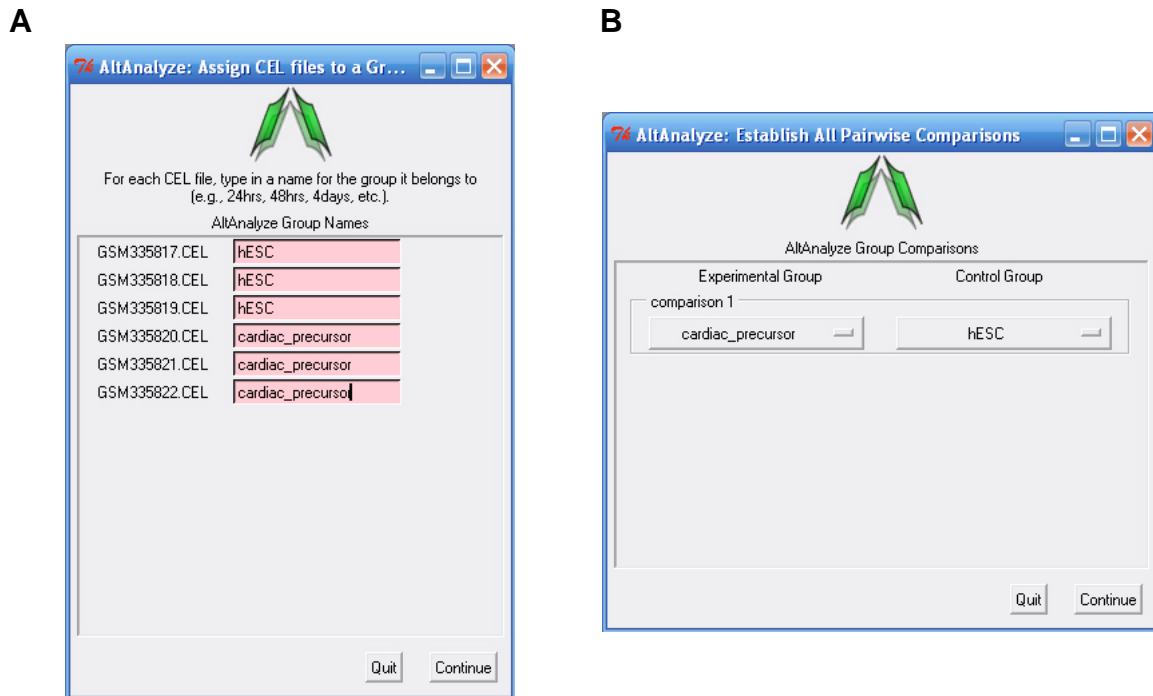 A
B
AltAnalyze: Assign CEL files to a Gr...
For each CEL file, type in a name for the group it belongs to
(e.g., 24hrs, 48hrs, 4days, etc.).
AltAnalyze Group Names
GSM335817.CEL hESC
GSM335818.CEL hESC
GSM335819.CEL hESC
GSM335820.CEL cardiac_precursor
GSM335821.CEL cardiac_precursor
GSM335822.CEL cardiac_precursor
Quit Continue
AltAnalyze: Establish All Pairwise Comparisons
AltAnalyze Group Comparisons
Experimental Group Control Group
comparison 1
cardiac_precursor hESC
Quit Continue